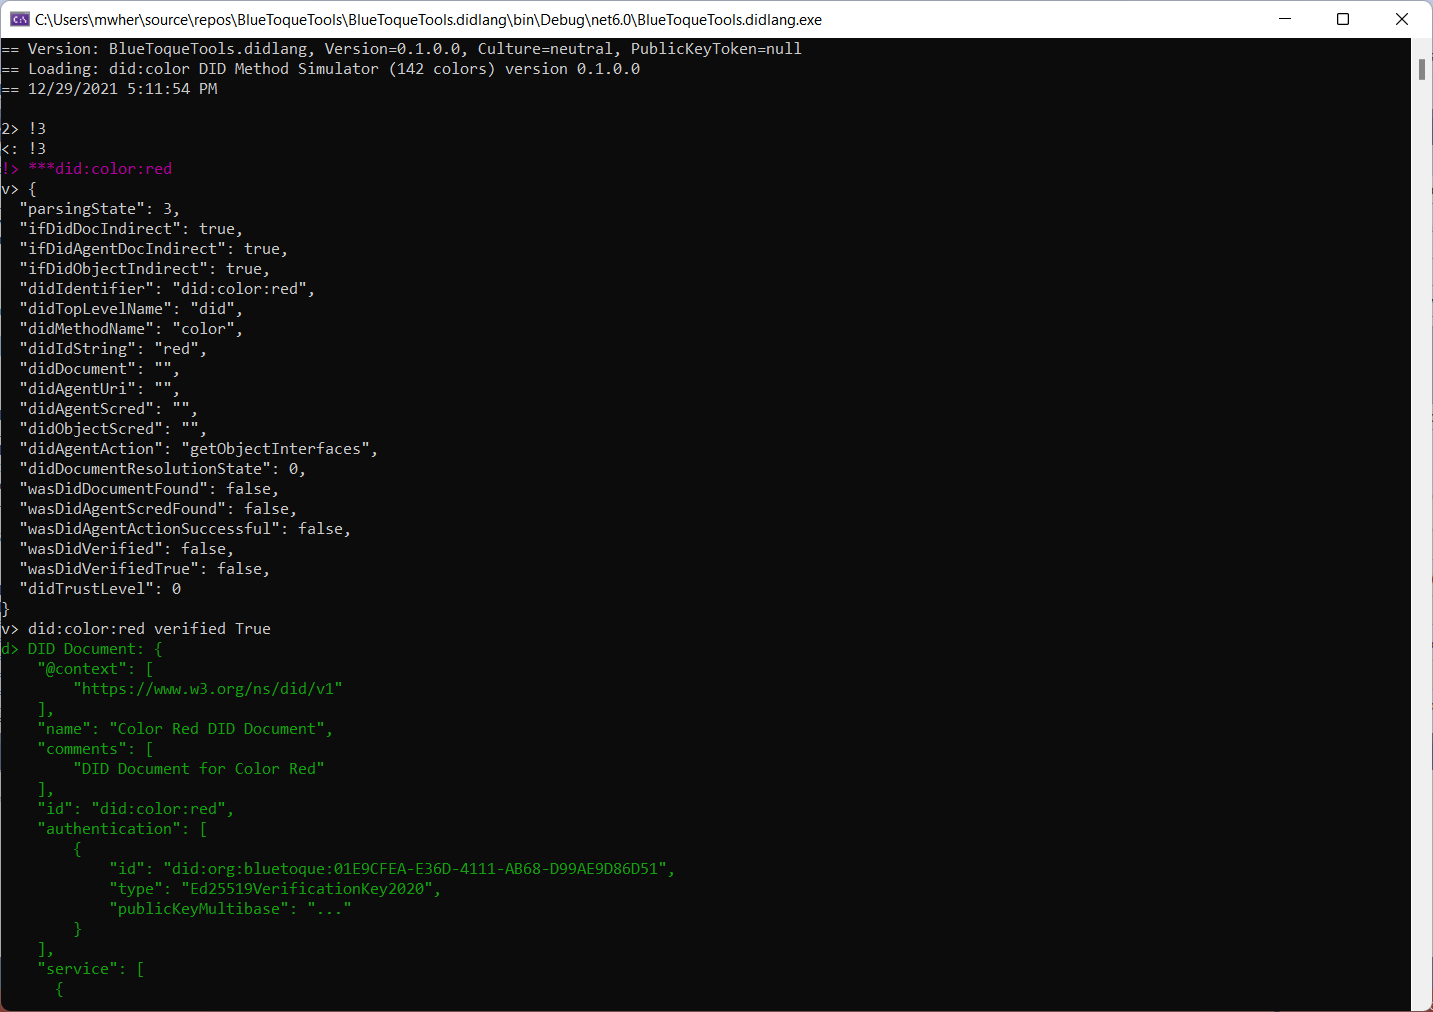 C:\Users\mwher\source\repos\BlueToqueTools\BlueToqueTools.didlang\bin\Debug\net6.0\BlueToqueTools.didlang.exe
== Version: BlueToqueTools.didlang, Version=0.1.0.0, Culture=neutral, PublicKeyToken=null
== Loading: did:color DID Method Simulator (142 colors) version 0.1.0.0
== 12/29/2021 5:11:54 PM

2> !3
<: !3
!> ***did:color:red
v> {
  "parsingState": 3,
  "ifDidDocIndirect": true,
  "ifDidAgentDocIndirect": true,
  "ifDidObjectIndirect": true,
  "didIdentifier": "did:color:red",
  "didTopLevelName": "did",
  "didMethodName": "color",
  "didIdString": "red",
  "didDocument": "",
  "didAgentUri": "",
  "didAgentScred": "",
  "didObjectScred": "",
  "didAgentAction": "getObjectInterfaces",
  "didDocumentResolutionState": 0,
  "wasDidDocumentFound": false,
  "wasDidAgentScredFound": false,
  "wasDidAgentActionSuccessful": false,
  "wasDidVerified": false,
  "wasDidVerifiedTrue": false,
  "didTrustLevel": 0
}
v> did:color:red verified True
d> DID Document: {
    "@context": [
        "https://www.w3.org/ns/did/v1"
    ],
    "name": "Color Red DID Document",
    "comments": [
        "DID Document for Color Red"
    ],
    "id": "did:color:red",
    "authentication": [
        {
            "id": "did:org:bluetoque:01E9CFEA-E36D-4111-AB68-D99AE9D86D51",
            "type": "Ed25519VerificationKey2020",
            "publicKeyMultibase": "..."
        }
    ],
    "service": [
      {